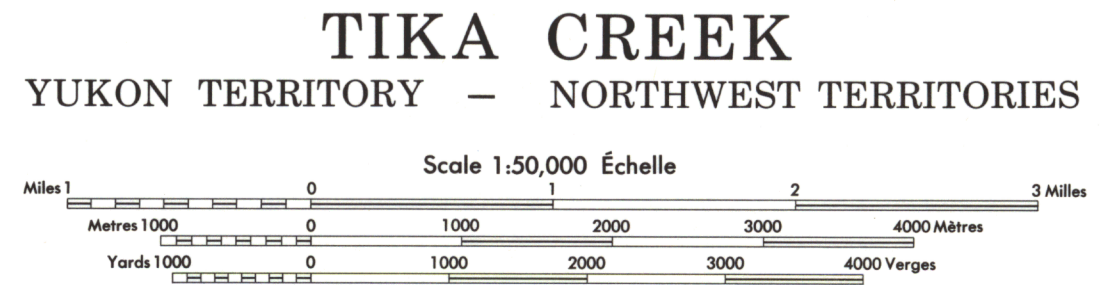 TIKA CREEK
YUKON TERRITORY — NORTHWEST TERRITORIES
Scale 1:50,000 Échelle
Miles 1 0 1 2 3 Milles
Metres 1000 0 1000 2000 3000 4000 Mètres
Yards 1000 0 1000 2000 3000 4000 Verges